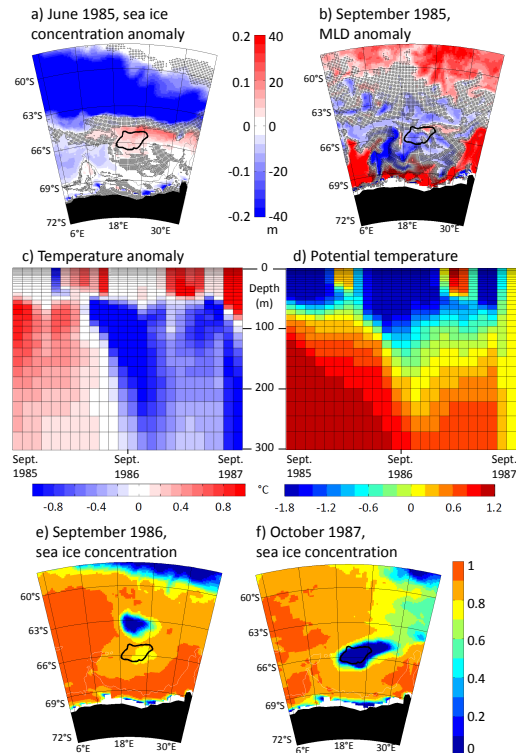 a) June 1985, sea ice
concentration anomaly
b) September 1985,
MLD anomaly
0.2
0.1
0
-0.1
-0.2
40
20
0
-20
-40
m
60°S
63°S
66°S
69°S
72°S
6°E
18°E
30°E
60°S
63°S
66°S
69°S
72°S
6°E
18°E
30°E
c) Temperature anomaly
d) Potential temperature
0
Depth
(m)
100
200
300
Sept.
1985
Sept.
1986
Sept.
1987
Sept.
1985
Sept.
1986
Sept.
1987
-0.8 -0.4 0 0.4 0.8
°C
-1.8 -1.2 -0.6 0 0.6 1.2
e) September 1986,
sea ice concentration
f) October 1987,
sea ice concentration
60°S
63°S
66°S
69°S
72°S
6°E
18°E
30°E
60°S
63°S
66°S
69°S
72°S
6°E
18°E
30°E
1
0.8
0.6
0.4
0.2
0